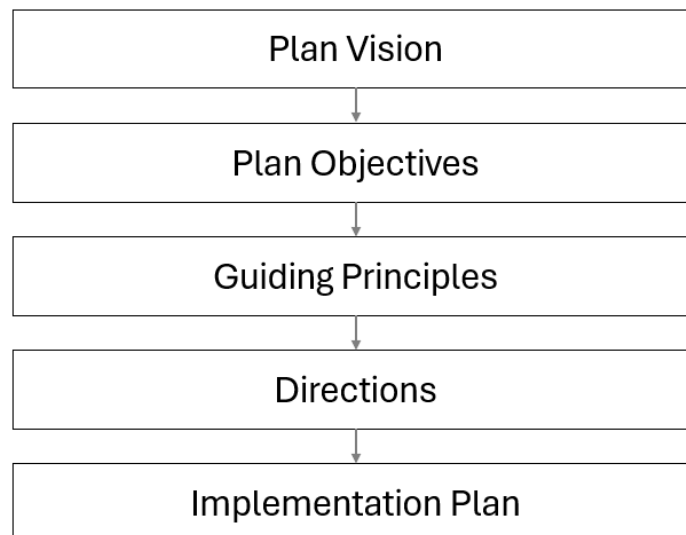 Plan Vision
Plan Objectives
Guiding Principles
Directions
Implementation Plan